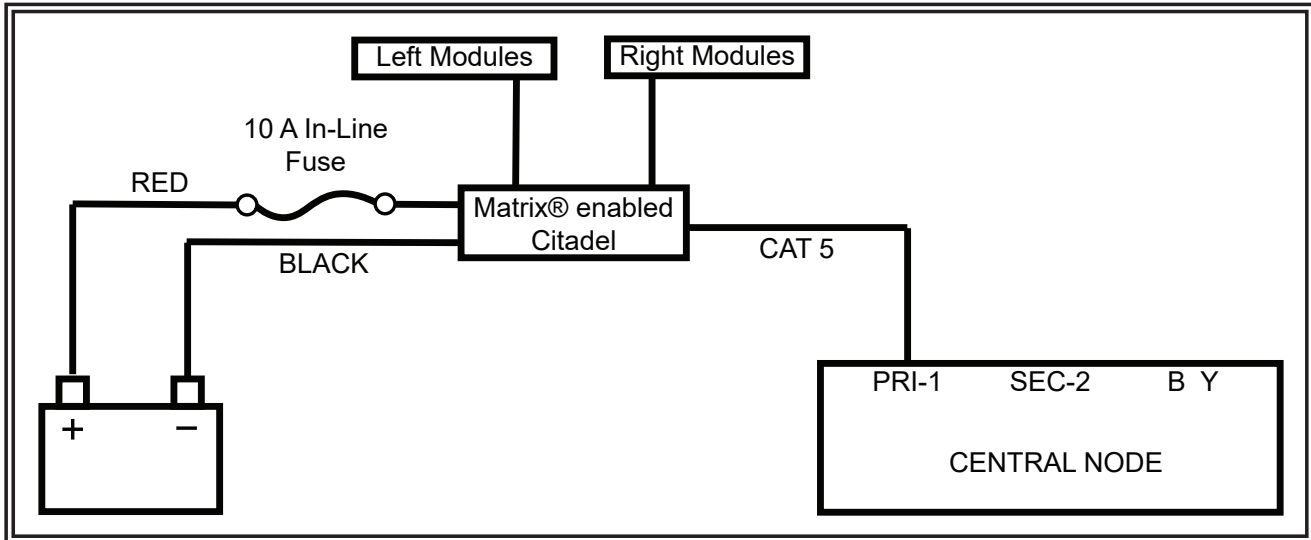 Left Modules
Right Modules
10 A In-Line
Fuse
RED
Matrix® enabled
Citadel
BLACK
CAT 5
PRI-1 SEC-2 B Y
CENTRAL NODE
+ −